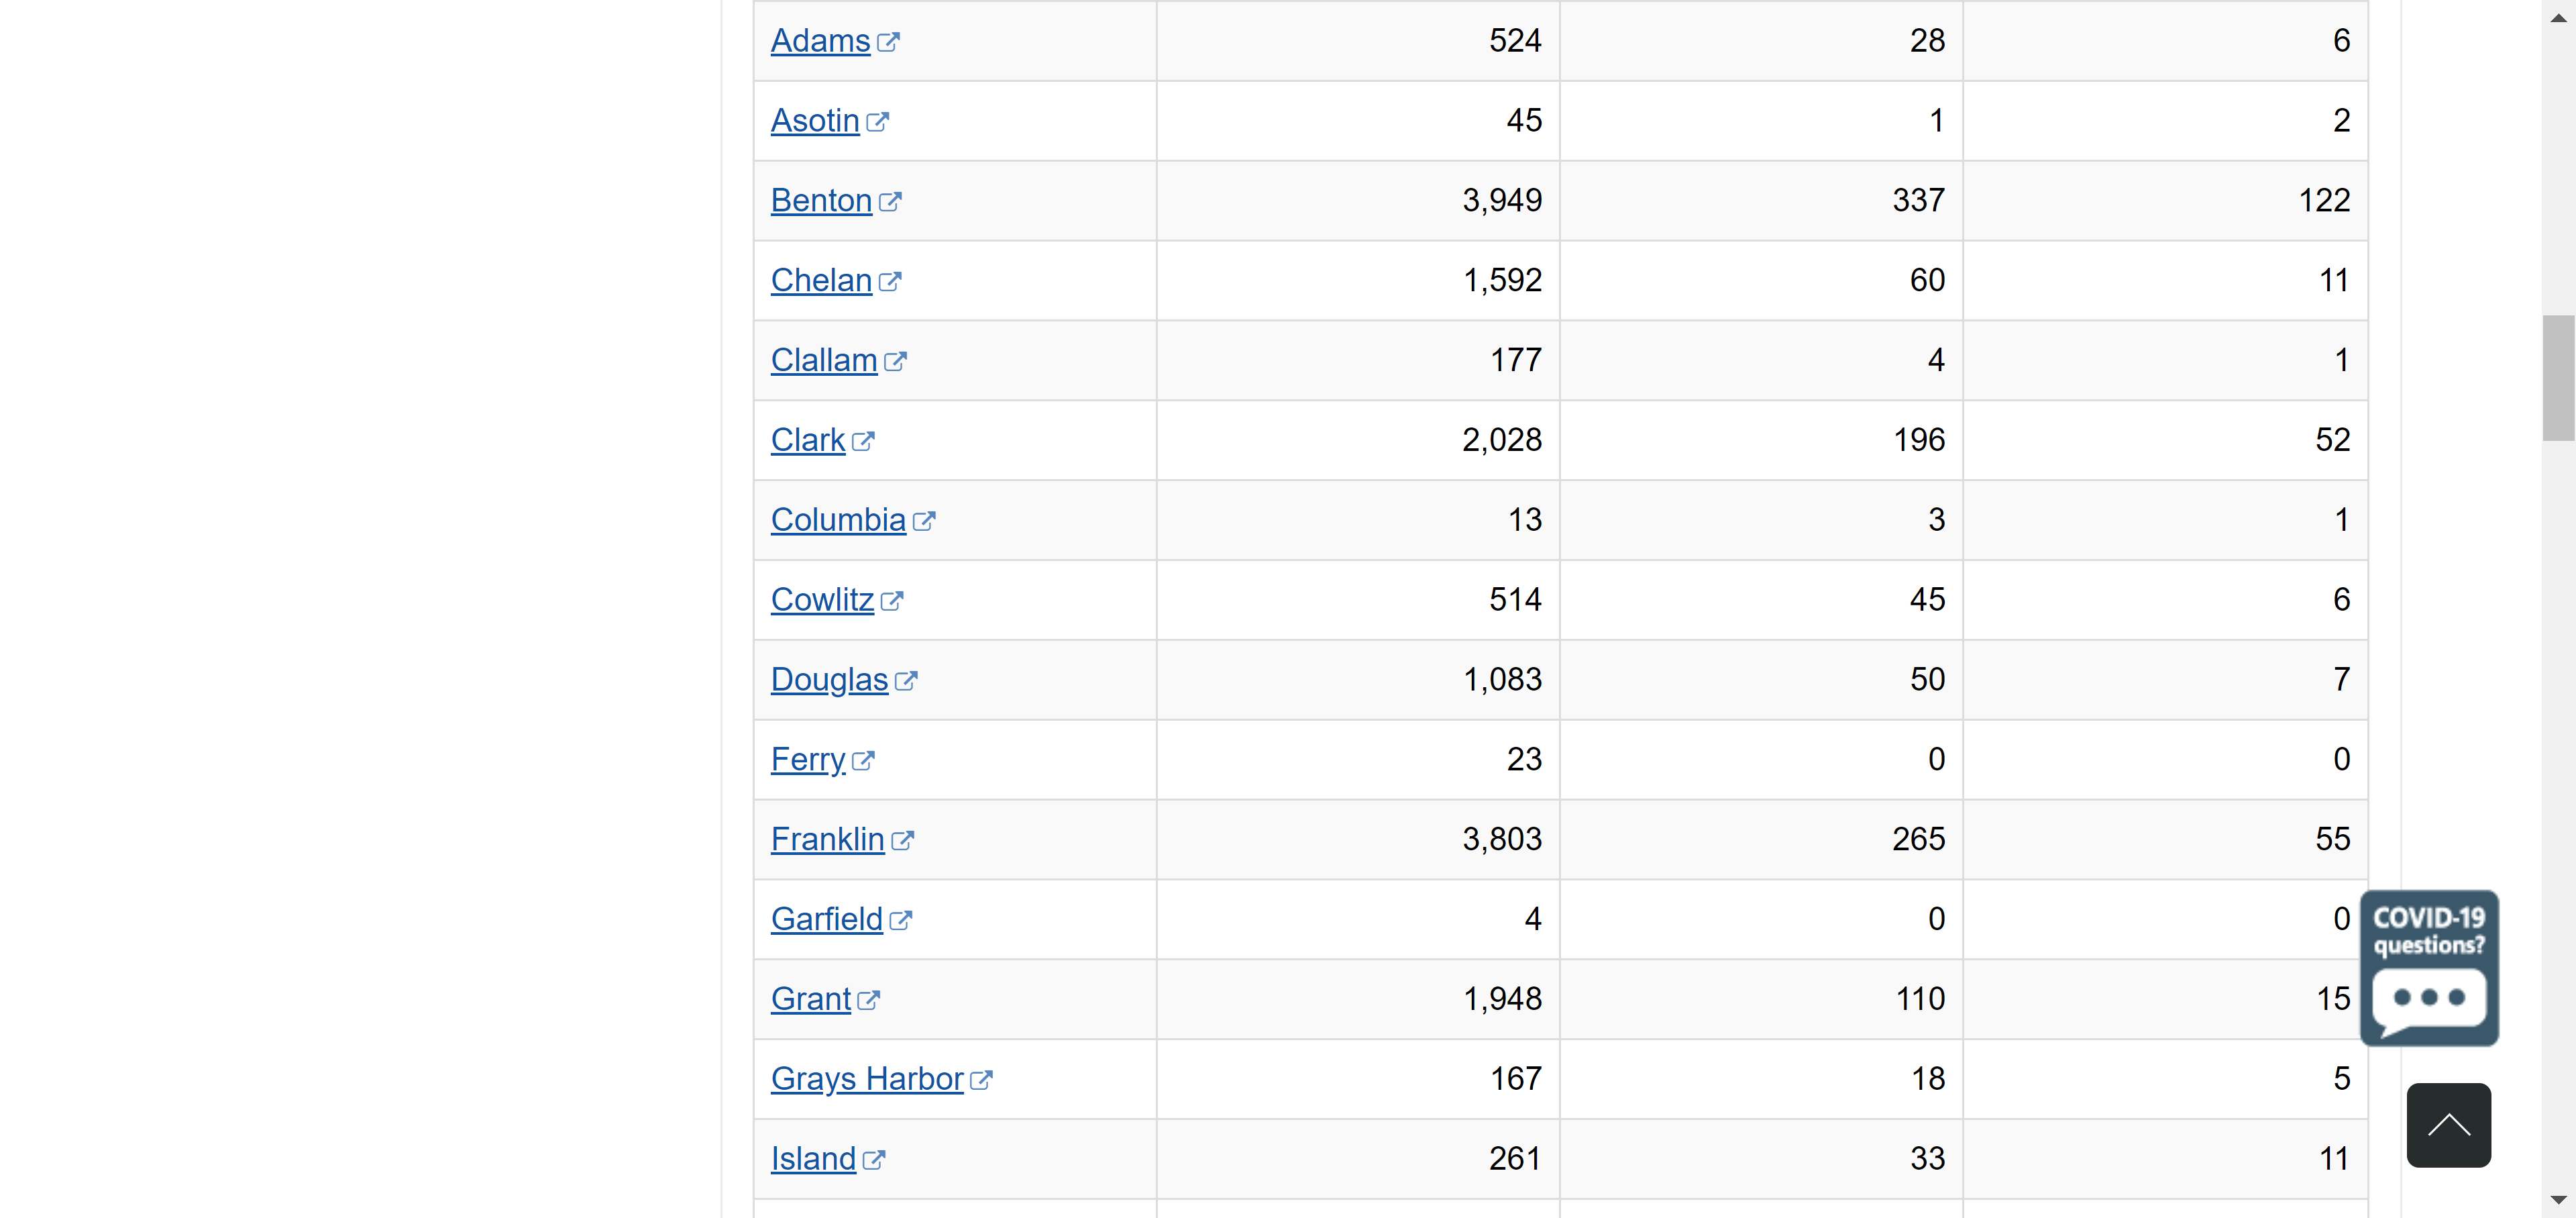 Adams 524 28 6
Asotin 45 1 2
Benton 3,949 337 122
Chelan 1,592 60 11
Clallam 177 4 1
Clark 2,028 196 52
Columbia 13 3 1
Cowlitz 514 45 6
Douglas 1,083 50 7
Ferry 23 0 0
Franklin 3,803 265 55
Garfield 4 0 0
COVID-19
questions?
Grant 1,948 110 15
Grays Harbor 167 18 5
Island 261 33 11